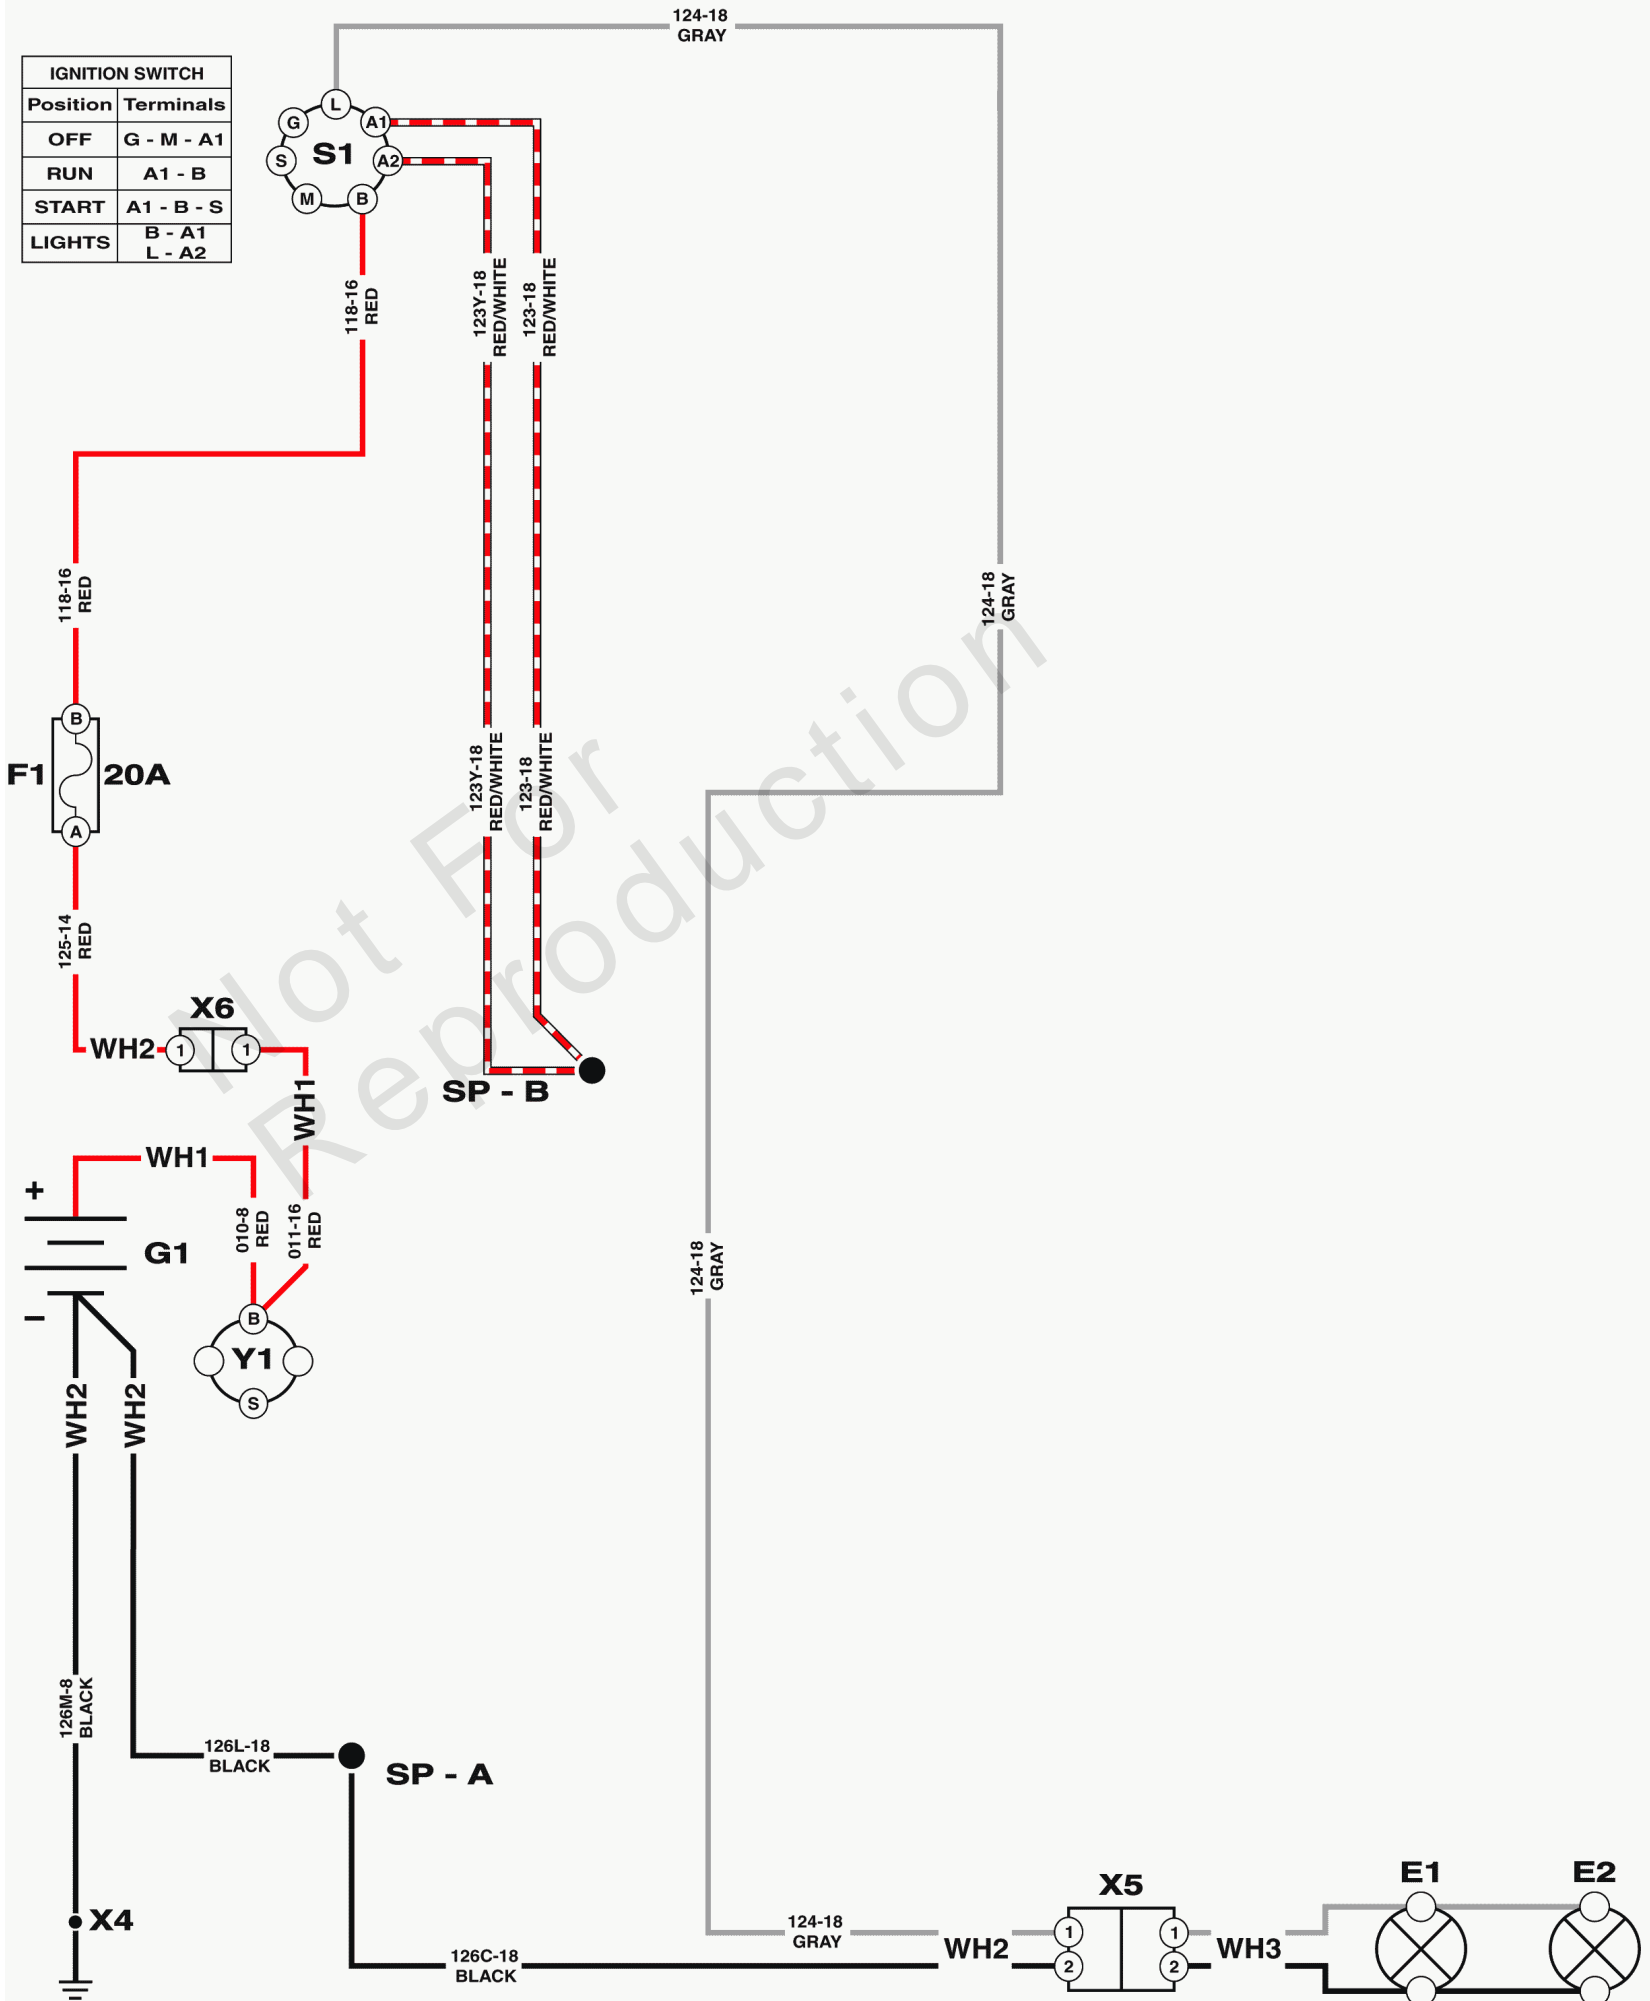 124-18
GRAY
IGNITION SWITCH
Position Terminals
OFF G - M - A1
RUN A1 - B
START A1 - B - S
LIGHTS B - A1
L - A2
L
G
A1
S
S1
A2
M
B
118-16
RED
123Y-18
RED/WHITE
123-18
RED/WHITE
118-16
RED
124-18
GRAY
B
F1
20A
A
123Y-18
RED/WHITE
123-18
RED/WHITE
Not For
Reproduction
125-14
RED
X6
WH2
1
1
WH1
SP - B
WH1
+
G1
010-8
RED
011-16
RED
124-18
GRAY
–
B
Y1
S
WH2
WH2
126M-8
BLACK
126L-18
BLACK
SP - A
X4
X5
E1
E2
124-18
GRAY
WH2
1
1
WH3
126C-18
BLACK
2
2